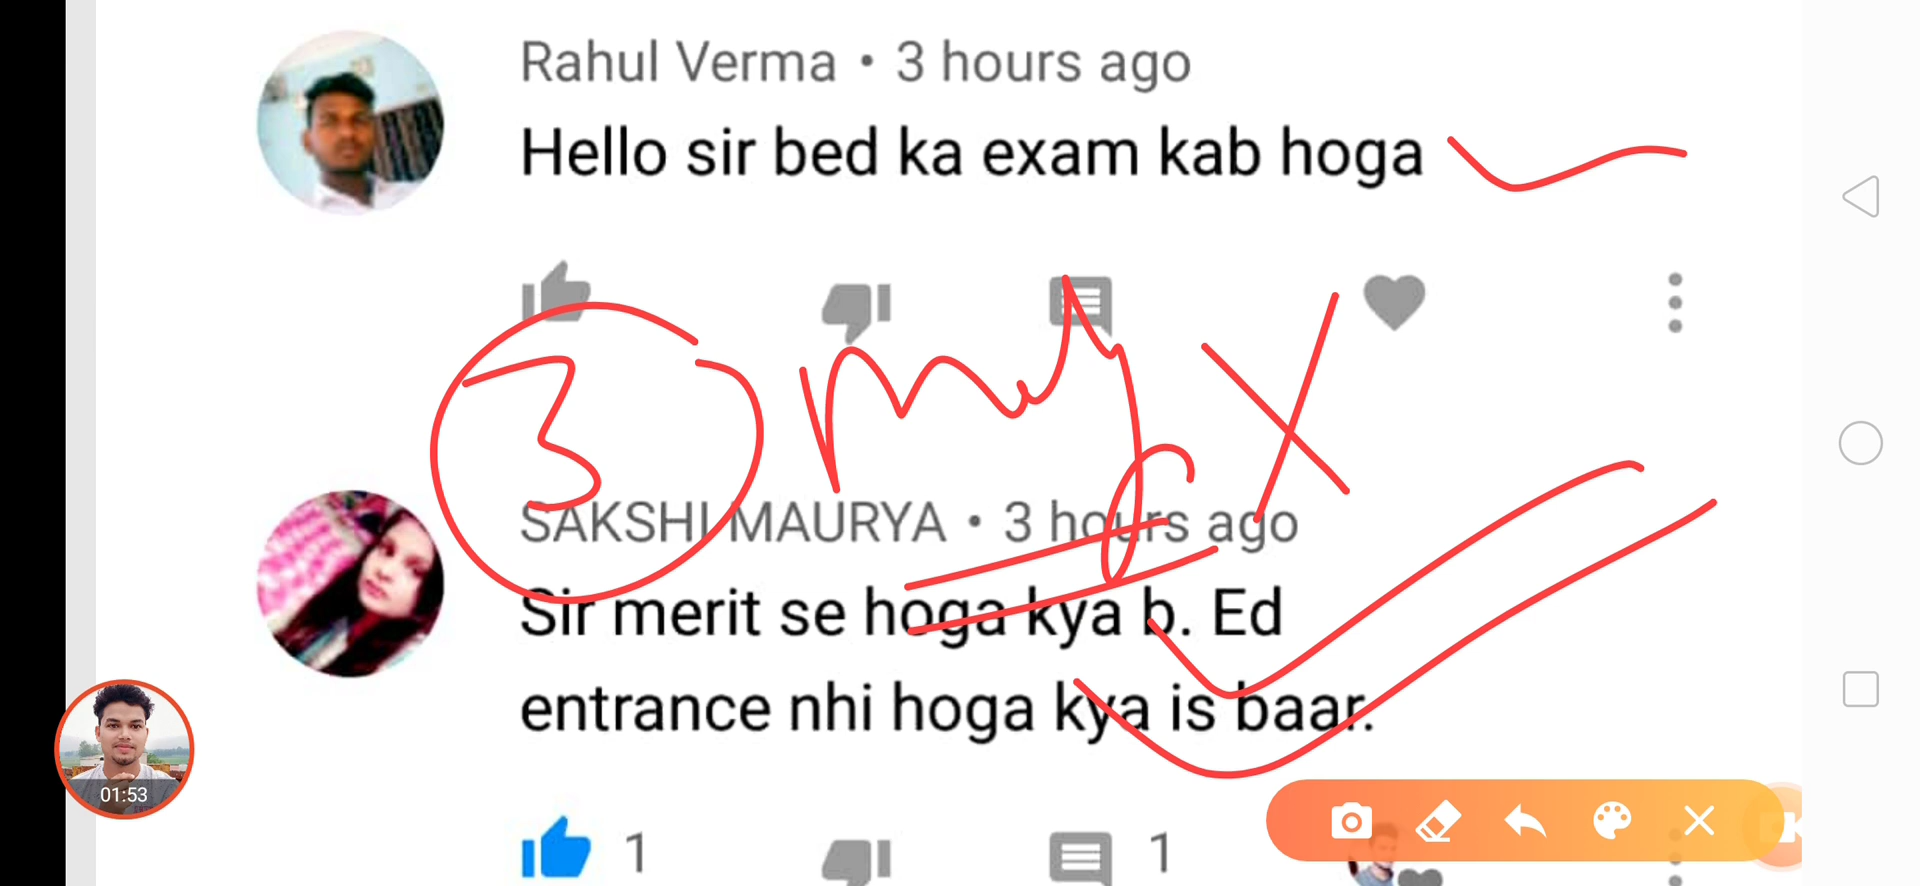 Rahul Verma • 3 hours ago
Hello sir bed ka exam kab hoga
3
SAKSHI MAURYA • 3 hours ago
Sir merit se hoga kya b. Ed
entrance nhi hoga kya is baar.
01:53
1 1